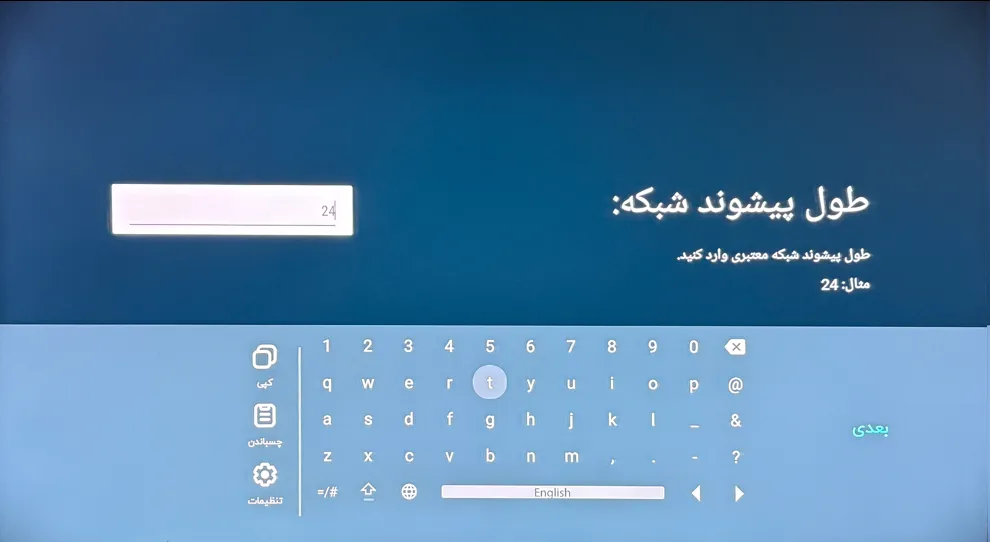 طول پیشوند شبکه:
طول پیشوند شبکه معتبری وارد کنید.
مثال: 24
24
1 2 3 4 5 6 7 8 9 0
کپی
q w e r t y u i o p @
چسباندن
a s d f g h j k l _ &
بعدی
z x c v b n m , . - ?
تنظیمات
=/#
English